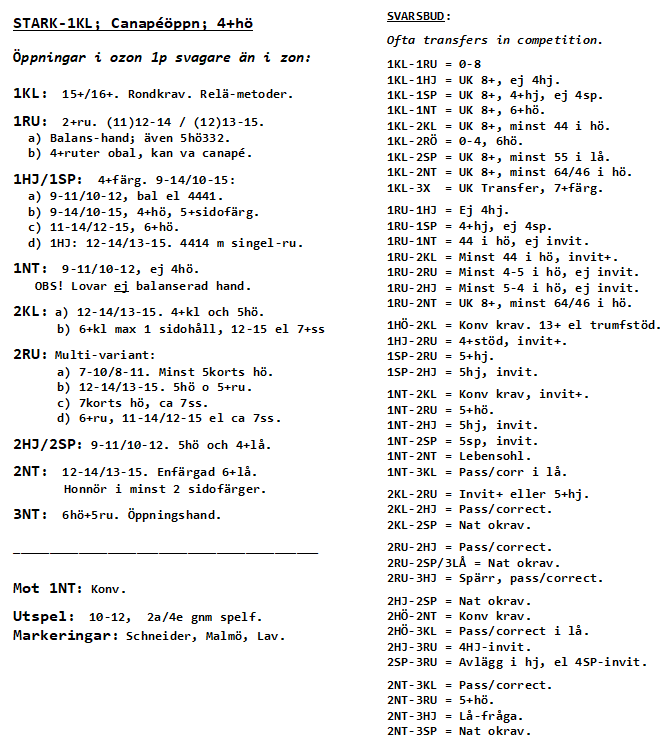 STARK-1KL; Canapéöppn; 4+hö
Öppningar i ozon 1p svagare än i zon:
1KL: 15+/16+. Rondkrav. Relä-metoder.
1RU: 2+ru. (11)12-14 / (12)13-15.
a) Balans-hand; även 5hö332.
b) 4+ruter obal, kan va canapé.
1HJ/1SP: 4+färg. 9-14/10-15:
a) 9-11/10-12, bal el 4441.
b) 9-14/10-15, 4+hö, 5+sidofärg.
c) 11-14/12-15, 6+hö.
d) 1HJ: 12-14/13-15. 4414 m singel-ru.
1NT: 9-11/10-12, ej 4hö.
OBS! Lovar ej balanserad hand.
2KL: a) 12-14/13-15. 4+kl och 5hö.
b) 6+kl max 1 sidohåll, 12-15 el 7+ss
2RU: Multi-variant:
a) 7-10/8-11. Minst 5korts hö.
b) 12-14/13-15. 5hö o 5+ru.
c) 7korts hö, ca 7ss.
d) 6+ru, 11-14/12-15 el ca 7ss.
2HJ/2SP: 9-11/10-12. 5hö och 4+lå.
2NT: 12-14/13-15. Enfärgad 6+lå.
Honnör i minst 2 sidofärger.
3NT: 6hö+5ru. Öppningshand.
Mot 1NT: Konv.
Utspel: 10-12, 2a/4e gnm spelf.
Markeringar: Schneider, Malmö, Lav.
SVARSBUD:
Ofta transfers in competition.
1KL-1RU = 0-8
1KL-1HJ = UK 8+, ej 4hj.
1KL-1SP = UK 8+, 4+hj, ej 4sp.
1KL-1NT = UK 8+, 6+hö.
1KL-2KL = UK 8+, minst 44 i hö.
1KL-2RÖ = 0-4, 6hö.
1KL-2SP = UK 8+, minst 55 i lå.
1KL-2NT = UK 8+, minst 64/46 i hö.
1KL-3X = UK Transfer, 7+färg.
1RU-1HJ = Ej 4hj.
1RU-1SP = 4+hj, ej 4sp.
1RU-1NT = 44 i hö, ej invit.
1RU-2KL = Minst 44 i hö, invit+.
1RU-2RU = Minst 4-5 i hö, ej invit.
1RU-2HJ = Minst 5-4 i hö, ej invit.
1RU-2NT = UK 8+, minst 64/46 i hö.
1HÖ-2KL = Konv krav. 13+ el trumfstöd.
1HJ-2RU = 4+stöd, invit+.
1SP-2RU = 5+hj.
1SP-2HJ = 5hj, invit.
1NT-2KL = Konv krav, invit+.
1NT-2RU = 5+hö.
1NT-2HJ = 5hj, invit.
1NT-2SP = 5sp, invit.
1NT-2NT = Lebensohl.
1NT-3KL = Pass/corr i lå.
2KL-2RU = Invit+ eller 5+hj.
2KL-2HJ = Pass/correct.
2KL-2SP = Nat okrav.
2RU-2HJ = Pass/correct.
2RU-2SP/3LÅ = Nat okrav.
2RU-3HJ = Spärr, pass/correct.
2HJ-2SP = Nat okrav.
2HÖ-2NT = Konv krav.
2HÖ-3KL = Pass/correct i lå.
2HJ-3RU = 4HJ-invit.
2SP-3RU = Avlägg i hj, el 4SP-invit.
2NT-3KL = Pass/correct.
2NT-3RU = 5+hö.
2NT-3HJ = Lå-fråga.
2NT-3SP = Nat okrav.